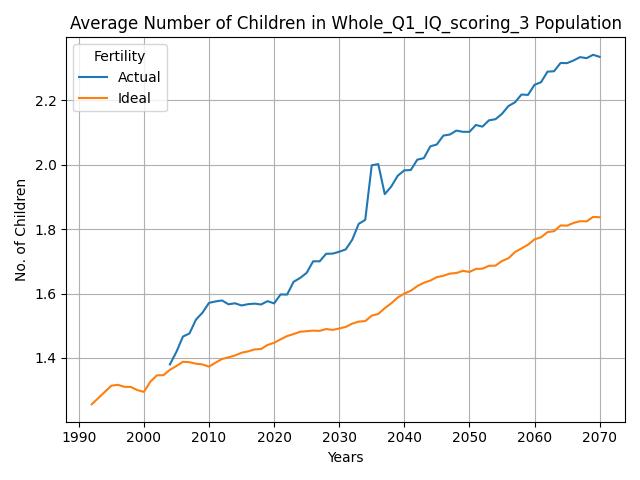 Average Number of Children in Whole_Q1_IQ_scoring_3 Population
Fertility
Actual
Ideal
No. of Children
2.2
2.0
1.8
1.6
1.4
1990 2000 2010 2020 2030 2040 2050 2060 2070
Years